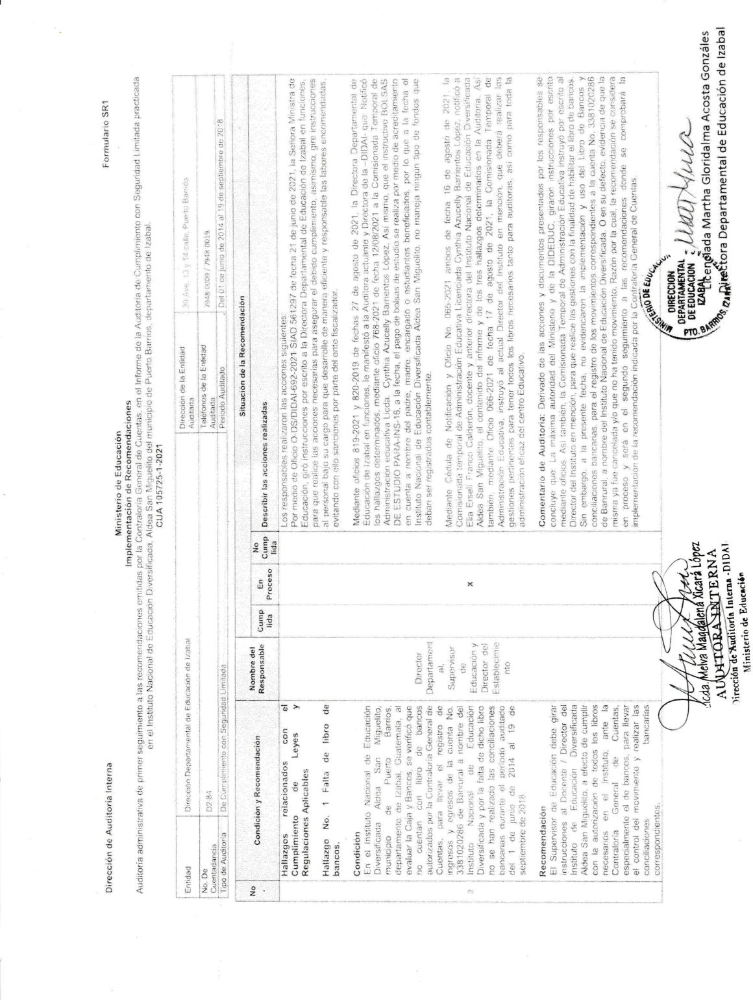 Dirección de Auditoría Interna
Formulario SR1
Ministerio de Educación
Implementación de Recomendaciones
Auditoría administrativa de primer seguimiento a las recomendaciones emitidas por la Contraloría General de Cuentas, en el Informe de la Auditoría de Cumplimiento con Seguridad Limitada practicada
en el Instituto Nacional de Educación Diversificada, Aldea San Miguelito del municipio de Puerto Barrios, departamento de Izabal.
CUA 105725-1-2021
Entidad
Dirección Departamental de Educación de Izabal
Dirección de la Entidad
Auditada
20 Ave. 13 y 14 calle, Puerto Barrios
No. De
Cuentadancia
D2-84
Teléfonos de la Entidad
Auditada
7948 0009 / 7948 0019
Tipo de Auditoría
De Cumplimiento con Seguridad Limitada
Periodo Auditado
Del 01 de junio de 2014 al 19 de septiembre de 2018
No
.
Condición y Recomendación
Nombre del
Responsable
Situación de la Recomendación
Cump
lida
En
Proceso
No
Cump
lida
Describir las acciones realizadas
2
Hallazgos relacionados con el
Cumplimiento de Leyes y
Regulaciones Aplicables
Hallazgo No. 1 Falta de libro de
bancos.
Condición
En el Instituto Nacional de Educación
Diversificada Aldea San Miguelito,
municipio de Puerto Barrios,
departamento de Izabal, Guatemala, al
evaluar la Caja y Bancos, se verificó que
no cuentan con libro de bancos
autorizados por la Contraloría General de
Cuentas, para llevar el registro de
ingresos y egresos de la cuenta No.
3381020286 de Banrural a nombre del
Instituto Nacional de Educación
Diversificada y por la falta de dicho libro
no se han realizado las conciliaciones
bancarias durante el período auditado
del 1 de junio de 2014 al 19 de
septiembre de 2018
Recomendación
El Supervisor de Educación debe girar
instrucciones al Docente / Director del
Instituto de Educación Diversificada
Aldea San Miguelito, a efecto de cumplir
con la autorización de todos los libros
necesarios en el Instituto, ante la
Contraloría General de Cuentas,
especialmente el de bancos, para llevar
el control del movimiento y realizar las
conciliaciones bancarias
correspondientes.
Director
Departament
al,
Supervisor
de
Educación y
Director del
Establecimie
nto
X
Los responsables realizaron las acciones siguientes:
Por medio de Oficio O-DS/DIDAI-692-2021 SIAD 561297 de fecha 21 de junio de 2021, la Señora Ministra de
Educación, giró instrucciones por escrito a la Directora Departamental de Educación de Izabal en funciones,
para que realice las acciones necesarias para asegurar el debido cumplimiento, asimismo, gire instrucciones
al personal bajo su cargo para que desarrolle de manera eficiente y responsable las labores encomendadas,
evitando con ello sanciones por parte del ente fiscalizador.
Mediante oficios 819-2021 y 820-2019 de fechas 27 de agosto de 2021, la Directora Departamental de
Educación de Izabal en funciones, le manifestó a la Auditora actuante y Directora de la –DIDAI- que: Notificó
los hallazgos determinados, mediante oficio 768-2021 de fecha 12/08/2021 a la Comisionada Temporal de
Administración educativa Licda. Cynthia Azucelly Barrientos López. Así mismo, que el instructivo BOLSAS
DE ESTUDIO PARA-INS-16, a la fecha, el pago de bolsas de estudio se realiza por medio de acreditamiento
en cuenta a nombre del padre, madre, encargado o estudiantes beneficiados, por lo que a la fecha el
Instituto Nacional de Educación Diversificada Aldea San Miguelito, no maneja ningún tipo de fondos que
deban ser registrados contablemente.
Mediante Cédula de Notificación y Oficio No. 065-2021 ambos de fecha 16 de agosto de 2021, la
Comisionada temporal de Administración Educativa Licenciada Cynthia Azucelly Barrientos López, notificó a
Elia Erseli Franco Calderón, docente y anterior directora del Instituto Nacional de Educación Diversificada
Aldea San Miguelito, el contenido del informe y de los tres hallazgos determinados en la Auditoría. Así
también, mediante Oficio 066-2021 de fecha 17 de agosto de 2021, la Comisionada Temporal de
Administración Educativa, instruyó al actual Director del Instituto en mención, que deberá realizar las
gestiones pertinentes para tener todos los libros necesarios tanto para auditoras, así como para toda la
administración eficaz del centro Educativo.
Comentario de Auditoría: Derivado de las acciones y documentos presentados por los responsables se
concluye que: La máxima autoridad del Ministerio y de la DIDEDUC, giraron instrucciones por escrito
mediante oficios. Así también, la Comisionada Temporal de Administración Educativa instruyó por escrito al
Director del Instituto en mención, para que realice las gestiones con la finalidad de habilitar el libro de bancos.
Sin embargo, a la presente fecha, no evidenciaron la implementación y uso del Libro de Bancos y
conciliaciones bancarias, para el registro de los movimientos correspondientes a la cuenta No. 3381020286
de Banrural, a nombre del Instituto Nacional de Educación Diversificada. O en su defecto, evidencia de que la
misma ya fue cancelada y/o que no ha tenido movimiento. Razón por la cual, la recomendación se considera
en proceso y será en el segundo seguimiento a las recomendaciones donde se comprobará la
implementación de la recomendación indicada por la Contraloría General de Cuentas.
Licda. Melva Magdalena Xicará López
AUDITORA INTERNA
Dirección de Auditoría Interna -DIDAI-
Ministerio de Educación
MINISTERIO DE EDUCACIÓN
DIRECCION
DEPARTAMENTAL
DE EDUCACION
IZABAL
PTO. BARRIOS, IZABAL
Licenciada Martha Gloridalma Acosta Gonzáles
Directora Departamental de Educación de Izabal